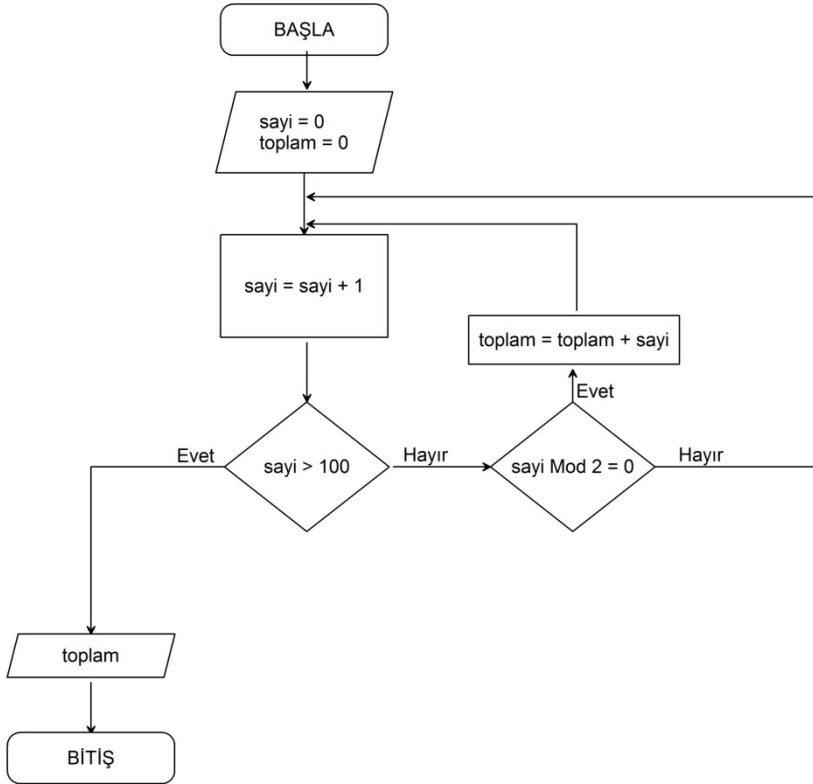 BAŞLA
sayi = 0
toplam = 0
sayi = sayi + 1
toplam = toplam + sayi
Evet
Evet
sayi > 100
Hayır
sayi Mod 2 = 0
Hayır
toplam
BİTİŞ